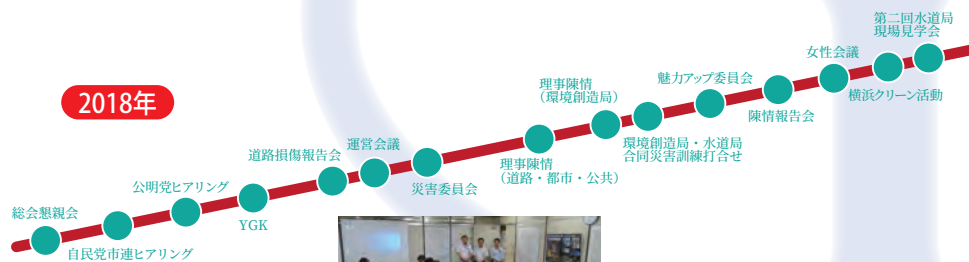 2018年
総会懇親会
自民党市連ヒアリング
公明党ヒアリング
YGK
道路損傷報告会
運営会議
災害委員会
理事陳情
（道路・都市・公共）
理事陳情
（環境創造局）
環境創造局・水道局
合同災害訓練打合せ
魅力アップ委員会
陳情報告会
女性会議
横浜クリーン活動
第二回水道局
現場見学会